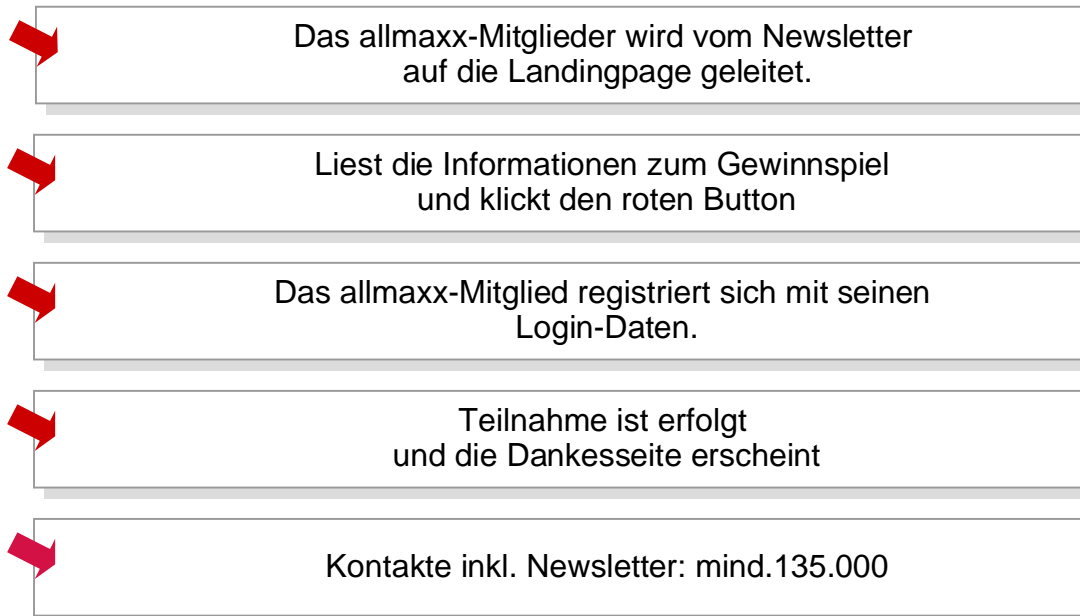 Das allmaxx-Mitglieder wird vom Newsletter
auf die Landingpage geleitet.
Liest die Informationen zum Gewinnspiel
und klickt den roten Button
Das allmaxx-Mitglied registriert sich mit seinen
Login-Daten.
Teilnahme ist erfolgt
und die Dankesseite erscheint
Kontakte inkl. Newsletter: mind.135.000